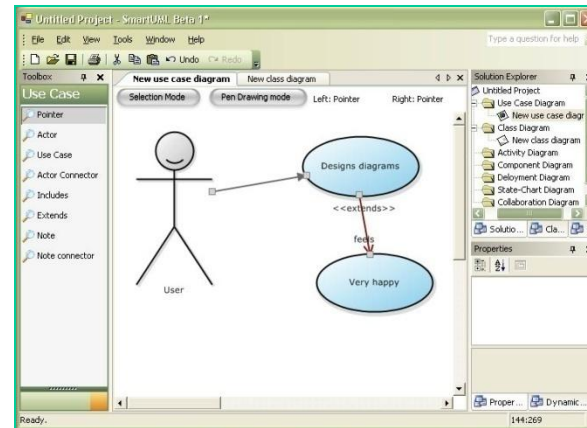 Untitled Project - SmartUML Beta 1*
File Edit View Tools Window Help
Type a question for help
Undo Redo
Toolbox
New use case diagram New class diagram
Solution Explorer
Use Case
Selection Mode Pen Drawing mode Left: Pointer Right: Pointer
Pointer
Actor
Use Case
Actor Connector
Includes
Extends
Note
Note connector
Designs diagrams
<<extends>>
feels
Very happy
User
Untitled Project
Use Case Diagram
New use case diagr
Class Diagram
New class diagram
Activity Diagram
Component Diagram
Deloyment Diagram
State-Chart Diagram
Collaboration Diagram
Solutio... Cla...
Properties
Proper... Dynamic...
Ready. 144:269